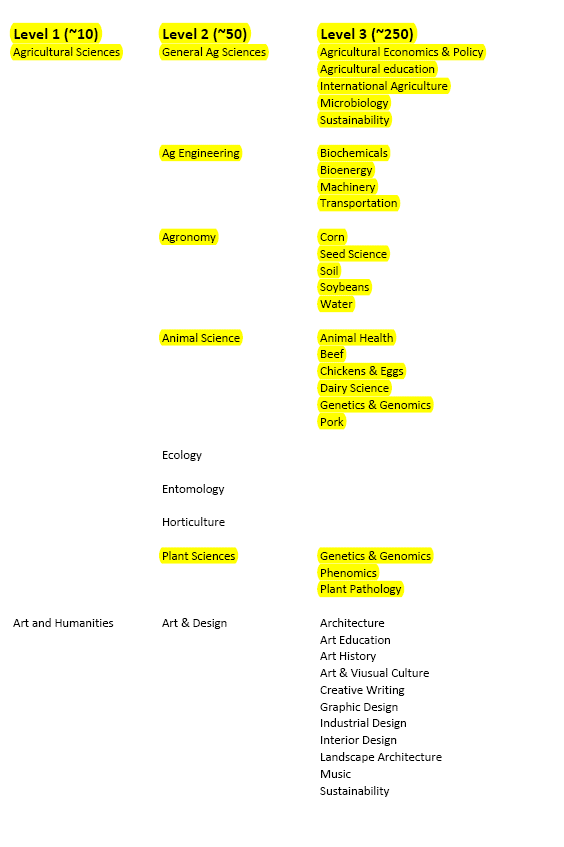 Level 1 (~10) Level 2 (~50) Level 3 (~250)
Agricultural Sciences General Ag Sciences Agricultural Economics & Policy
Agricultural education
International Agriculture
Microbiology
Sustainability
Ag Engineering Biochemicals
Bioenergy
Machinery
Transportation
Agronomy Corn
Seed Science
Soil
Soybeans
Water
Animal Science Animal Health
Beef
Chickens & Eggs
Dairy Science
Genetics & Genomics
Pork
Ecology
Entomology
Horticulture
Plant Sciences Genetics & Genomics
Phenomics
Plant Pathology
Art and Humanities Art & Design Architecture
Art Education
Art History
Art & Viusual Culture
Creative Writing
Graphic Design
Industrial Design
Interior Design
Landscape Architecture
Music
Sustainability